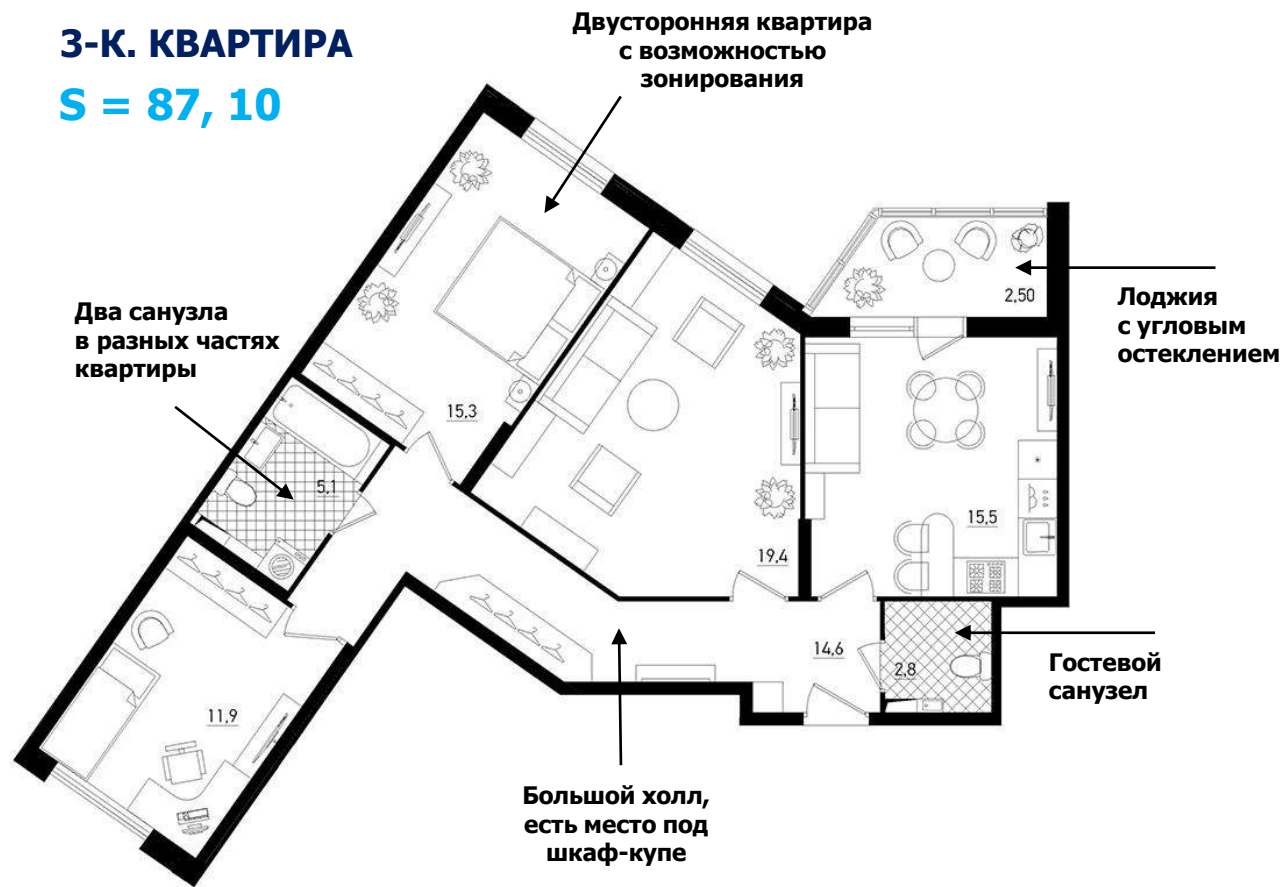 3-К. КВАРТИРА
S = 87, 10
Двусторонняя квартира
с возможностью
зонирования
Два санузла
в разных частях
квартиры
Лоджия
с угловым
остеклением
2,50
15,3
5,1
15,5
19,4
14,6
2,8
11,9
Гостевой
санузел
Большой холл,
есть место под
шкаф-купе